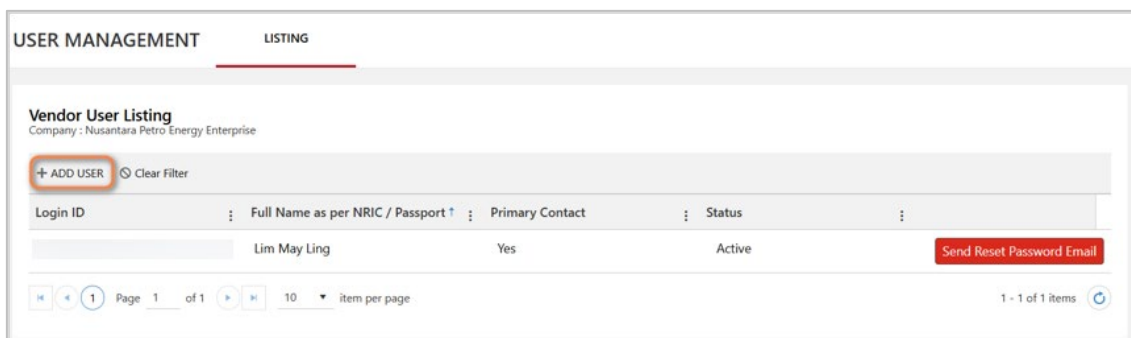 USER MANAGEMENT LISTING
Vendor User Listing
Company : Nusantara Petro Energy Enterprise
+ ADD USER Clear Filter
Login ID Full Name as per NRIC / Passport ↑ Primary Contact Status
Lim May Ling Yes Active Send Reset Password Email
1 Page 1 of 1 10 item per page 1 - 1 of 1 items